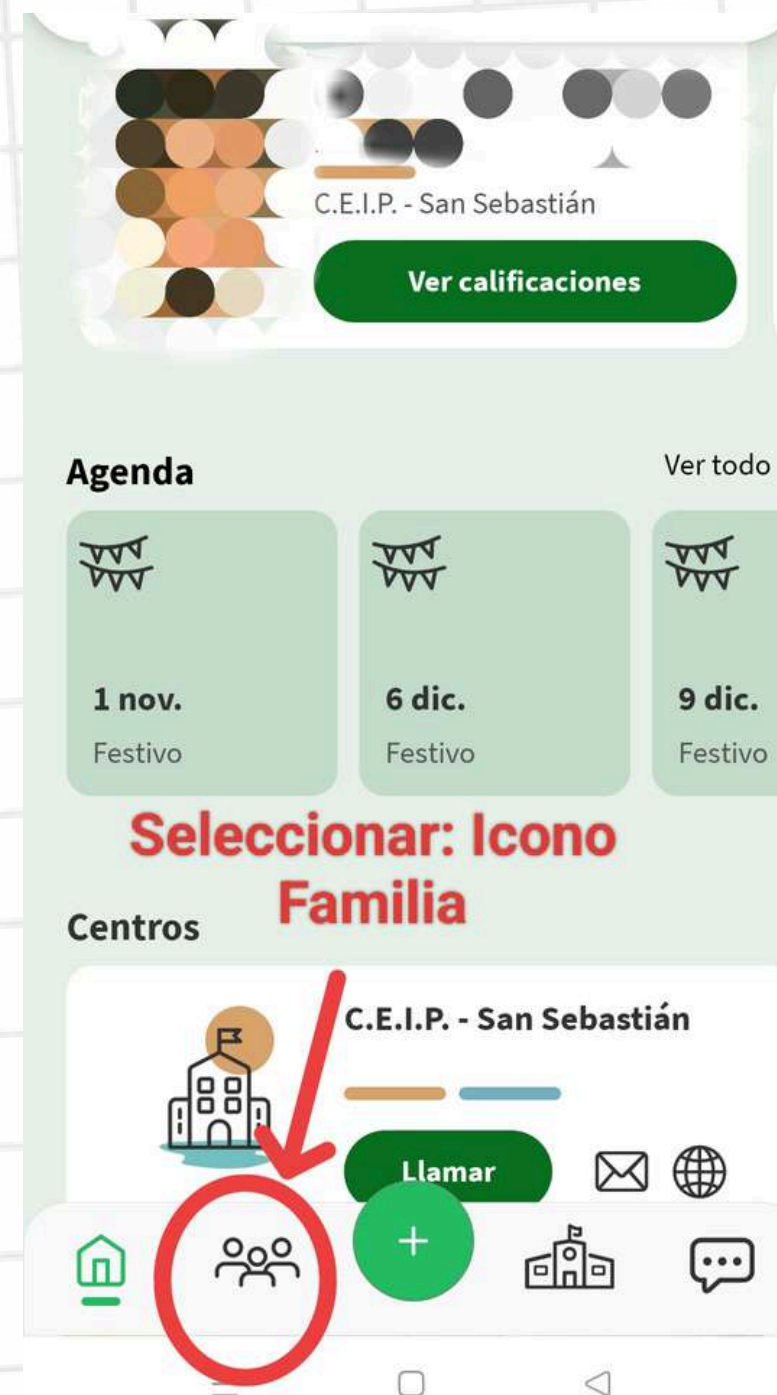 C.E.I.P. - San Sebastián
Ver calificaciones
Agenda
Ver todo
1 nov.
Festivo
6 dic.
Festivo
9 dic.
Festivo
Seleccionar: Icono
Familia
Centros
C.E.I.P. - San Sebastián
Llamar